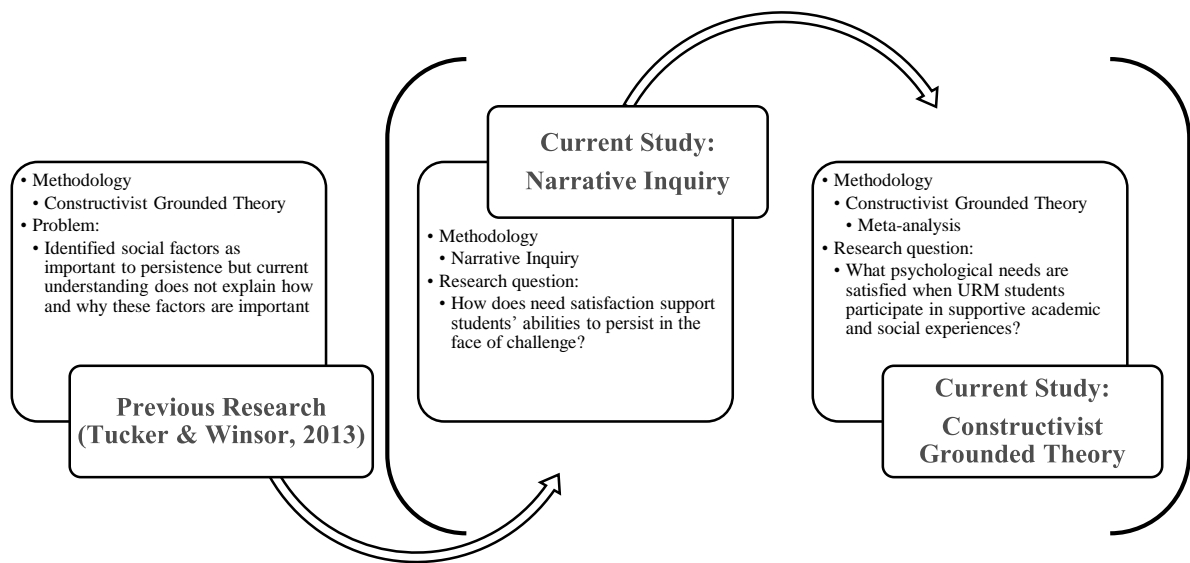 • Methodology
• Constructivist Grounded Theory
• Problem:
• Identified social factors as
important to persistence but current
understanding does not explain how
and why these factors are important
Previous Research
(Tucker & Winsor, 2013)
Current Study:
Narrative Inquiry
• Methodology
• Narrative Inquiry
• Research question:
• How does need satisfaction support
students’ abilities to persist in the
face of challenge?
• Methodology
• Constructivist Grounded Theory
• Meta-analysis
• Research question:
• What psychological needs are
satisfied when URM students
participate in supportive academic
and social experiences?
Current Study:
Constructivist
Grounded Theory